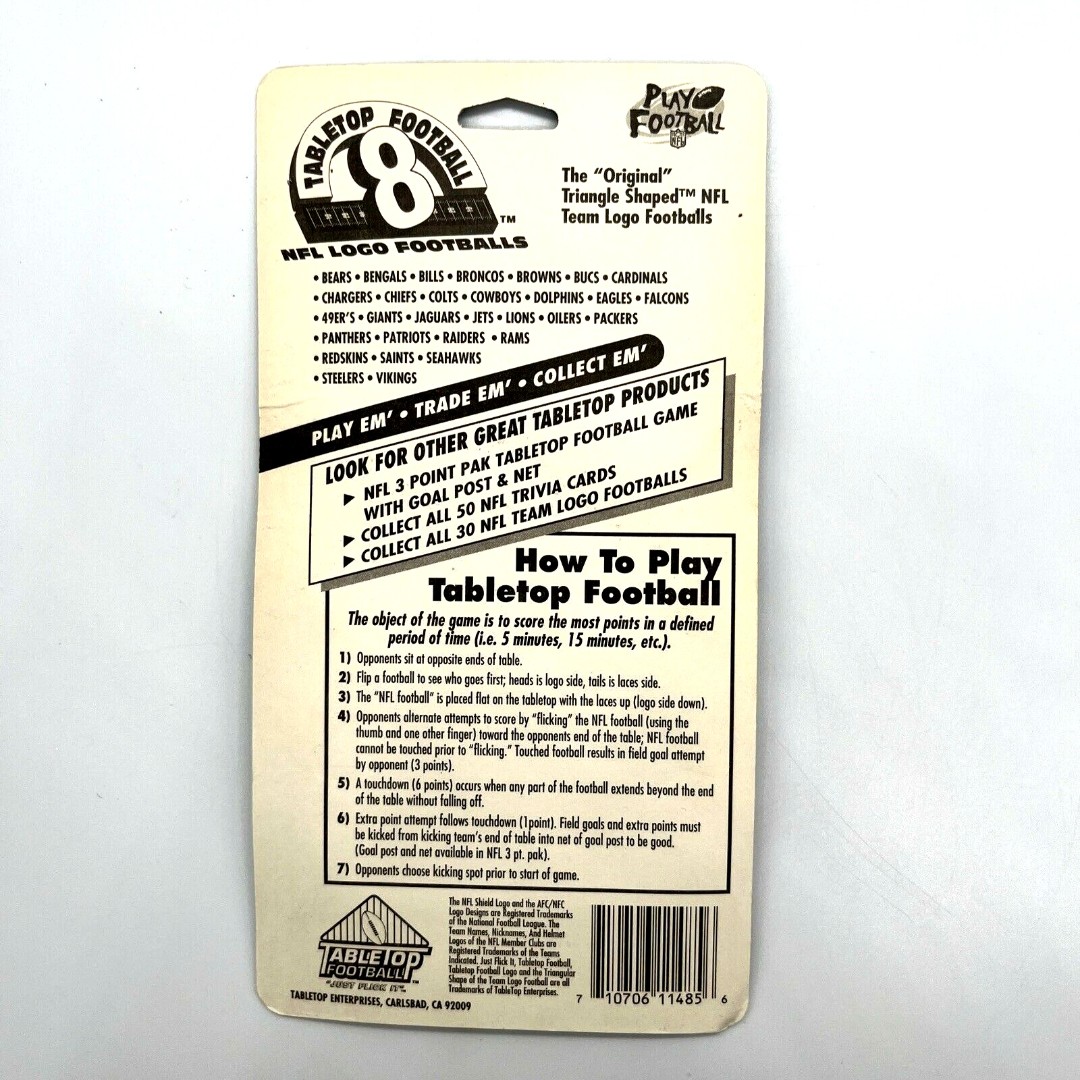 TABLETOP FOOTBALL
8
TM
NFL LOGO FOOTBALLS
PLAY
FOOTBALL
NFL
The "Original"
Triangle Shaped™ NFL
Team Logo Footballs
• BEARS • BENGALS • BILLS • BRONCOS • BROWNS • BUCS • CARDINALS
• CHARGERS • CHIEFS • COLTS • COWBOYS • DOLPHINS • EAGLES • FALCONS
• 49ER'S • GIANTS • JAGUARS • JETS • LIONS • OILERS • PACKERS
• PANTHERS • PATRIOTS • RAIDERS • RAMS
• REDSKINS • SAINTS • SEAHAWKS
• STEELERS • VIKINGS
PLAY EM' • TRADE EM' • COLLECT EM'
LOOK FOR OTHER GREAT TABLETOP PRODUCTS
▶ NFL 3 POINT PAK TABLETOP FOOTBALL GAME
WITH GOAL POST & NET
▶ COLLECT ALL 50 NFL TRIVIA CARDS
▶ COLLECT ALL 30 NFL TEAM LOGO FOOTBALLS
How To Play
Tabletop Football
The object of the game is to score the most points in a defined
period of time (i.e. 5 minutes, 15 minutes, etc.).
1) Opponents sit at opposite ends of table.
2) Flip a football to see who goes first; heads is logo side, tails is laces side.
3) The "NFL football" is placed flat on the tabletop with the laces up (logo side down).
4) Opponents alternate attempts to score by "flicking" the NFL football (using the
thumb and one other finger) toward the opponents end of the table; NFL football
cannot be touched prior to "flicking." Touched football results in field goal attempt
by opponent (3 points).
5) A touchdown (6 points) occurs when any part of the football extends beyond the end
of the table without falling off.
6) Extra point attempt follows touchdown (1point). Field goals and extra points must
be kicked from kicking team's end of table into net of goal post to be good.
(Goal post and net available in NFL 3 pt. pak).
7) Opponents choose kicking spot prior to start of game.
TABLETOP
FOOTBALL™
"JUST FLICK IT"™
TABLETOP ENTERPRISES, CARLSBAD, CA 92009
The NFL Shield Logo and the AFC/NFC
Logo Designs are Registered Trademarks
of the National Football League. The
Team Names, Nicknames, And Helmet
Logos of the NFL Member Clubs are
Registered Trademarks of the Teams
Indicated. Just Flick It, Tabletop Football,
Tabletop Football Logo and the Triangular
Shape of the Team Logo Football are all
Trademarks of TableTop Enterprises.
7 10706 11485 6